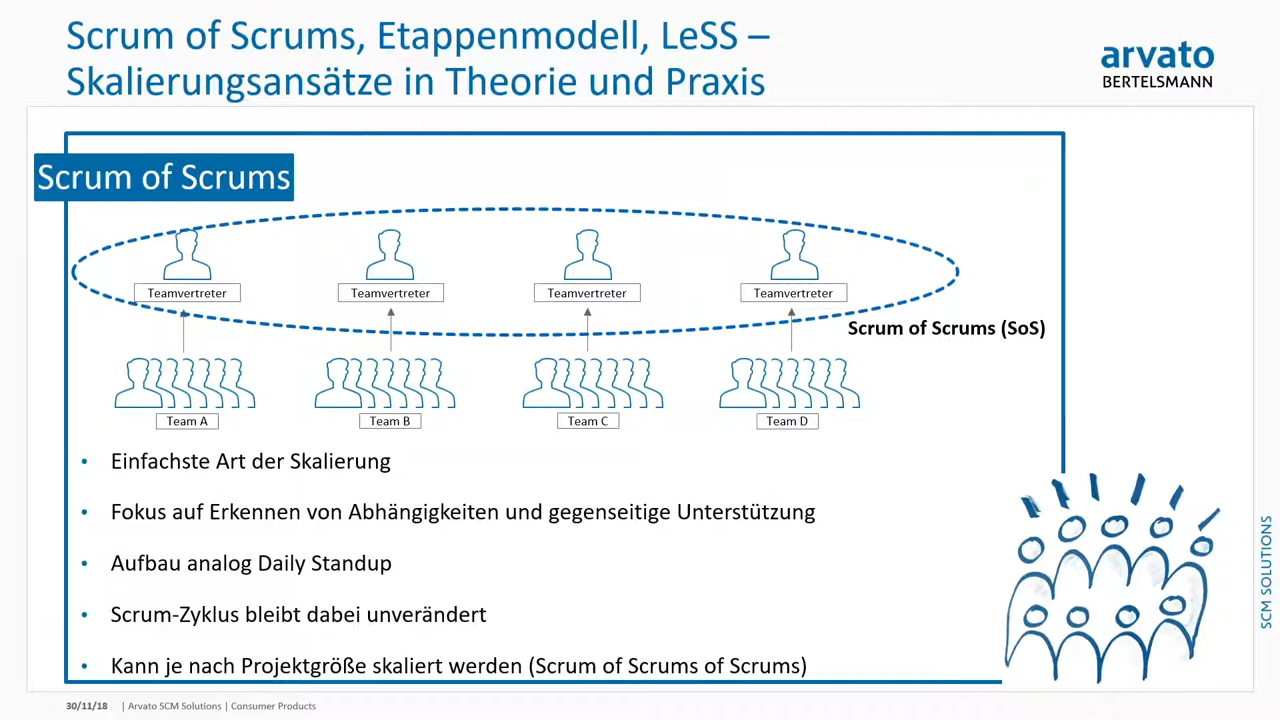 Scrum of Scrums, Etappenmodell, LeSS –
Skalierungsansätze in Theorie und Praxis
arvato
BERTELSMANN
Scrum of Scrums
Teamvertreter
Teamvertreter
Teamvertreter
Teamvertreter
Scrum of Scrums (SoS)
Team A
Team B
Team C
Team D
• Einfachste Art der Skalierung
• Fokus auf Erkennen von Abhängigkeiten und gegenseitige Unterstützung
• Aufbau analog Daily Standup
• Scrum-Zyklus bleibt dabei unverändert
• Kann je nach Projektgröße skaliert werden (Scrum of Scrums of Scrums)
SCM SOLUTIONS
30/11/18 | Arvato SCM Solutions | Consumer Products